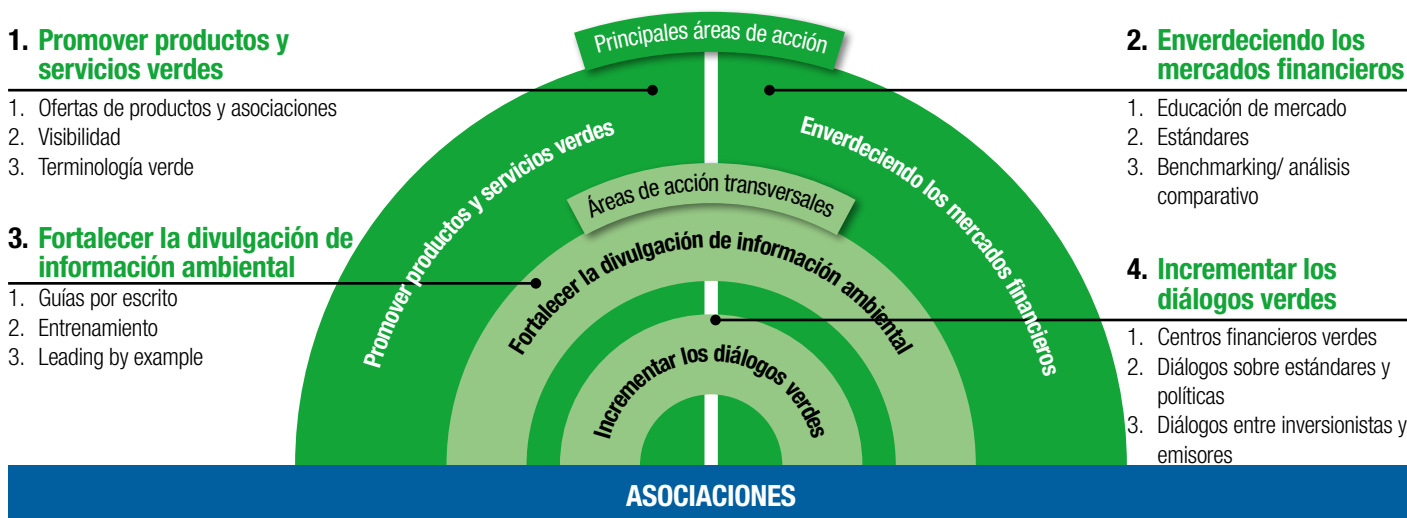 1. Promover productos y
servicios verdes
1. Ofertas de productos y asociaciones
2. Visibilidad
3. Terminología verde
3. Fortalecer la divulgación de
información ambiental
1. Guías por escrito
2. Entrenamiento
3. Leading by example
Principales áreas de acción
Promover productos y servicios verdes
Enverdeciendo los mercados financieros
Áreas de acción transversales
Fortalecer la divulgación de información ambiental
Incrementar los diálogos verdes
2. Enverdeciendo los
mercados financieros
1. Educación de mercado
2. Estándares
3. Benchmarking/ análisis
comparativo
4. Incrementar los
diálogos verdes
1. Centros financieros verdes
2. Diálogos sobre estándares y
políticas
3. Diálogos entre inversionistas y
emisores
ASOCIACIONES